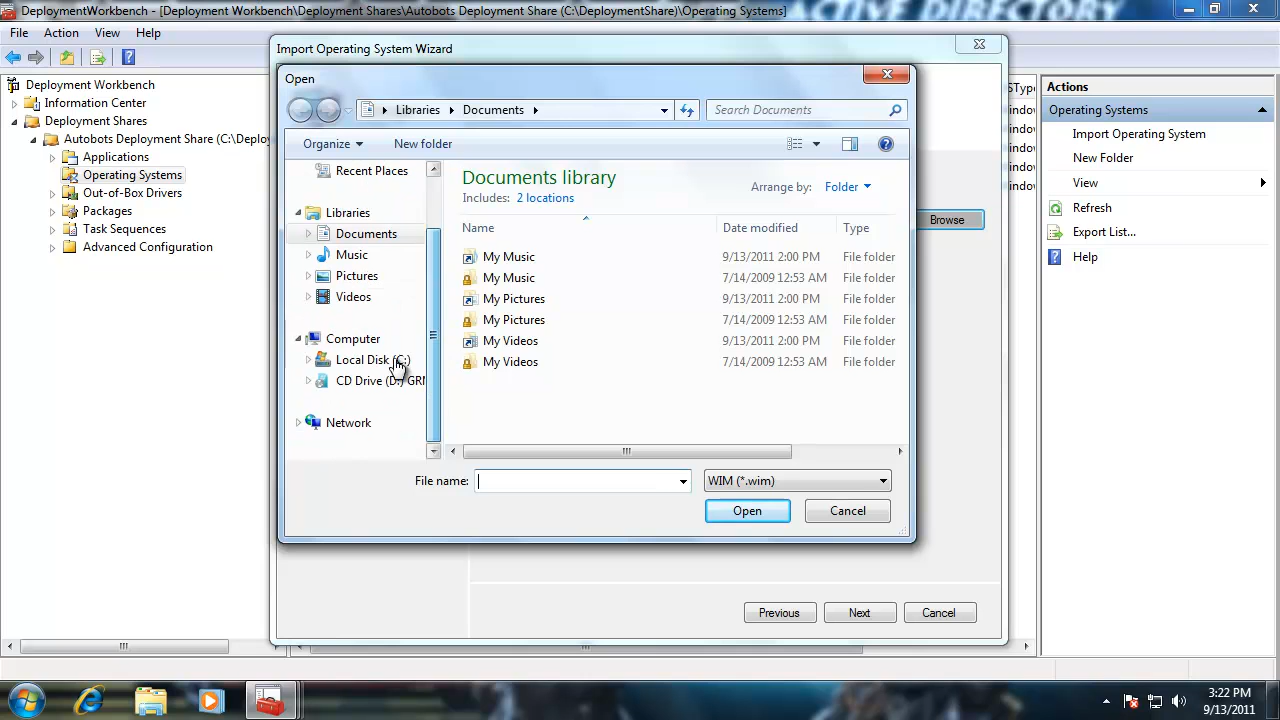 DeploymentWorkbench - [Deployment Workbench\Deployment Shares\Autobots Deployment Share (C:\DeploymentShare)\Operating Systems]
File Action View Help
Deployment Workbench
Information Center
Deployment Shares
Autobots Deployment Share (C:\Deplo
Applications
Operating Systems
Out-of-Box Drivers
Packages
Task Sequences
Advanced Configuration
Import Operating System Wizard
Open
Libraries Documents
Search Documents
Organize New folder
Recent Places
Libraries
Documents
Music
Pictures
Videos
Computer
Local Disk (C:)
CD Drive (D:) GRM
Network
Documents library
Includes: 2 locations
Arrange by: Folder
Name Date modified Type
My Music 9/13/2011 2:00 PM File folder
My Music 7/14/2009 12:53 AM File folder
My Pictures 9/13/2011 2:00 PM File folder
My Pictures 7/14/2009 12:53 AM File folder
My Videos 9/13/2011 2:00 PM File folder
My Videos 7/14/2009 12:53 AM File folder
File name: WIM (*.wim)
Open Cancel
Browse
Previous Next Cancel
SType
indow
indow
indow
indow
indow
Actions
Operating Systems
Import Operating System
New Folder
View
Refresh
Export List...
Help
3:22 PM
9/13/2011